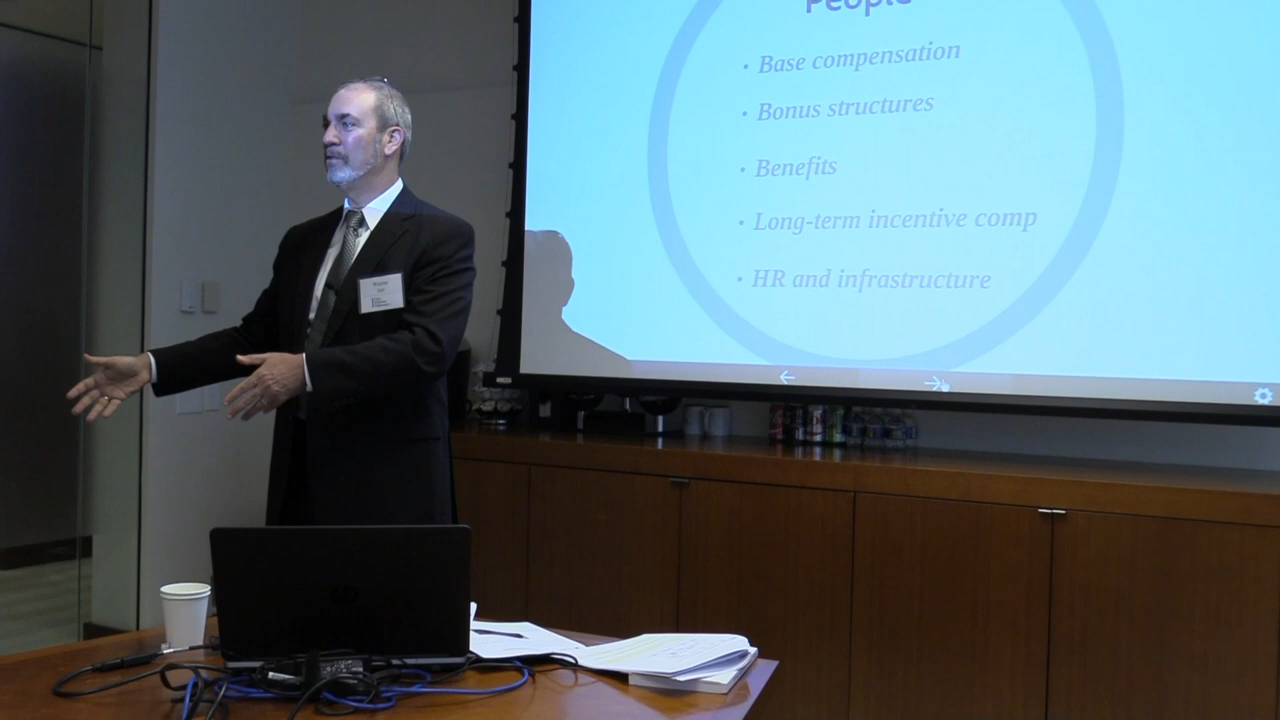 People
• Base compensation
• Bonus structures
• Benefits
• Long-term incentive comp
• HR and infrastructure